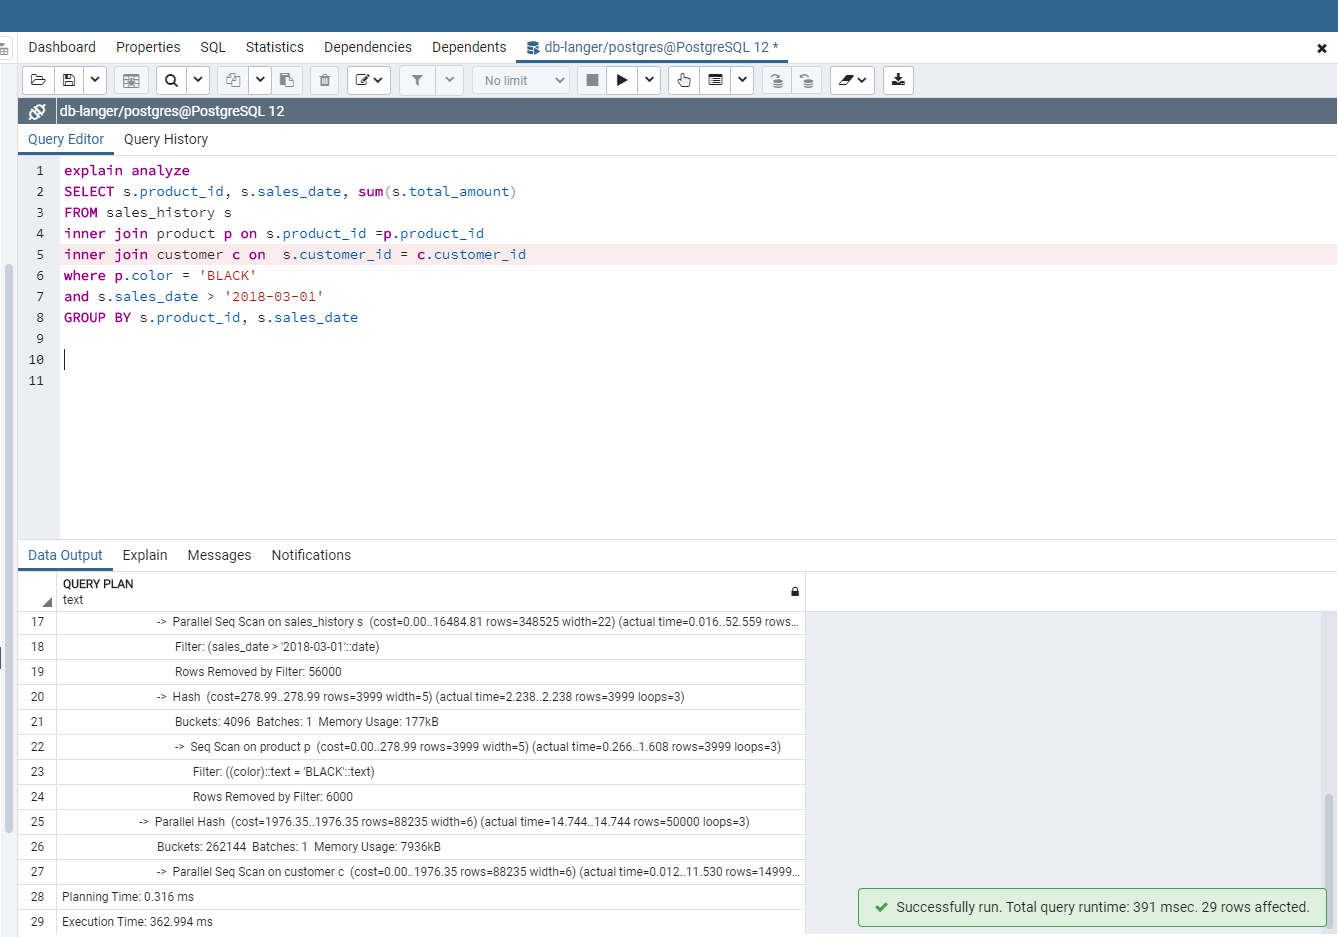 Dashboard Properties SQL Statistics Dependencies Dependents db-langer/postgres@PostgreSQL 12 *
No limit
db-langer/postgres@PostgreSQL 12
Query Editor Query History
1 explain analyze
2 SELECT s.product_id, s.sales_date, sum(s.total_amount)
3 FROM sales_history s
4 inner join product p on s.product_id =p.product_id
5 inner join customer c on  s.customer_id = c.customer_id
6 where p.color = 'BLACK'
7 and s.sales_date > '2018-03-01'
8 GROUP BY s.product_id, s.sales_date
9
10
11
Data Output Explain Messages Notifications
QUERY PLAN
text
17 -> Parallel Seq Scan on sales_history s (cost=0.00..16484.81 rows=348525 width=22) (actual time=0.016..52.559 rows...
18 Filter: (sales_date > '2018-03-01'::date)
19 Rows Removed by Filter: 56000
20 -> Hash (cost=278.99..278.99 rows=3999 width=5) (actual time=2.238..2.238 rows=3999 loops=3)
21 Buckets: 4096 Batches: 1 Memory Usage: 177kB
22 -> Seq Scan on product p (cost=0.00..278.99 rows=3999 width=5) (actual time=0.266..1.608 rows=3999 loops=3)
23 Filter: ((color)::text = 'BLACK'::text)
24 Rows Removed by Filter: 6000
25 -> Parallel Hash (cost=1976.35..1976.35 rows=88235 width=6) (actual time=14.744..14.744 rows=50000 loops=3)
26 Buckets: 262144 Batches: 1 Memory Usage: 7936kB
27 -> Parallel Seq Scan on customer c (cost=0.00..1976.35 rows=88235 width=6) (actual time=0.012..11.530 rows=14999...
28 Planning Time: 0.316 ms
29 Execution Time: 362.994 ms
Successfully run. Total query runtime: 391 msec. 29 rows affected.